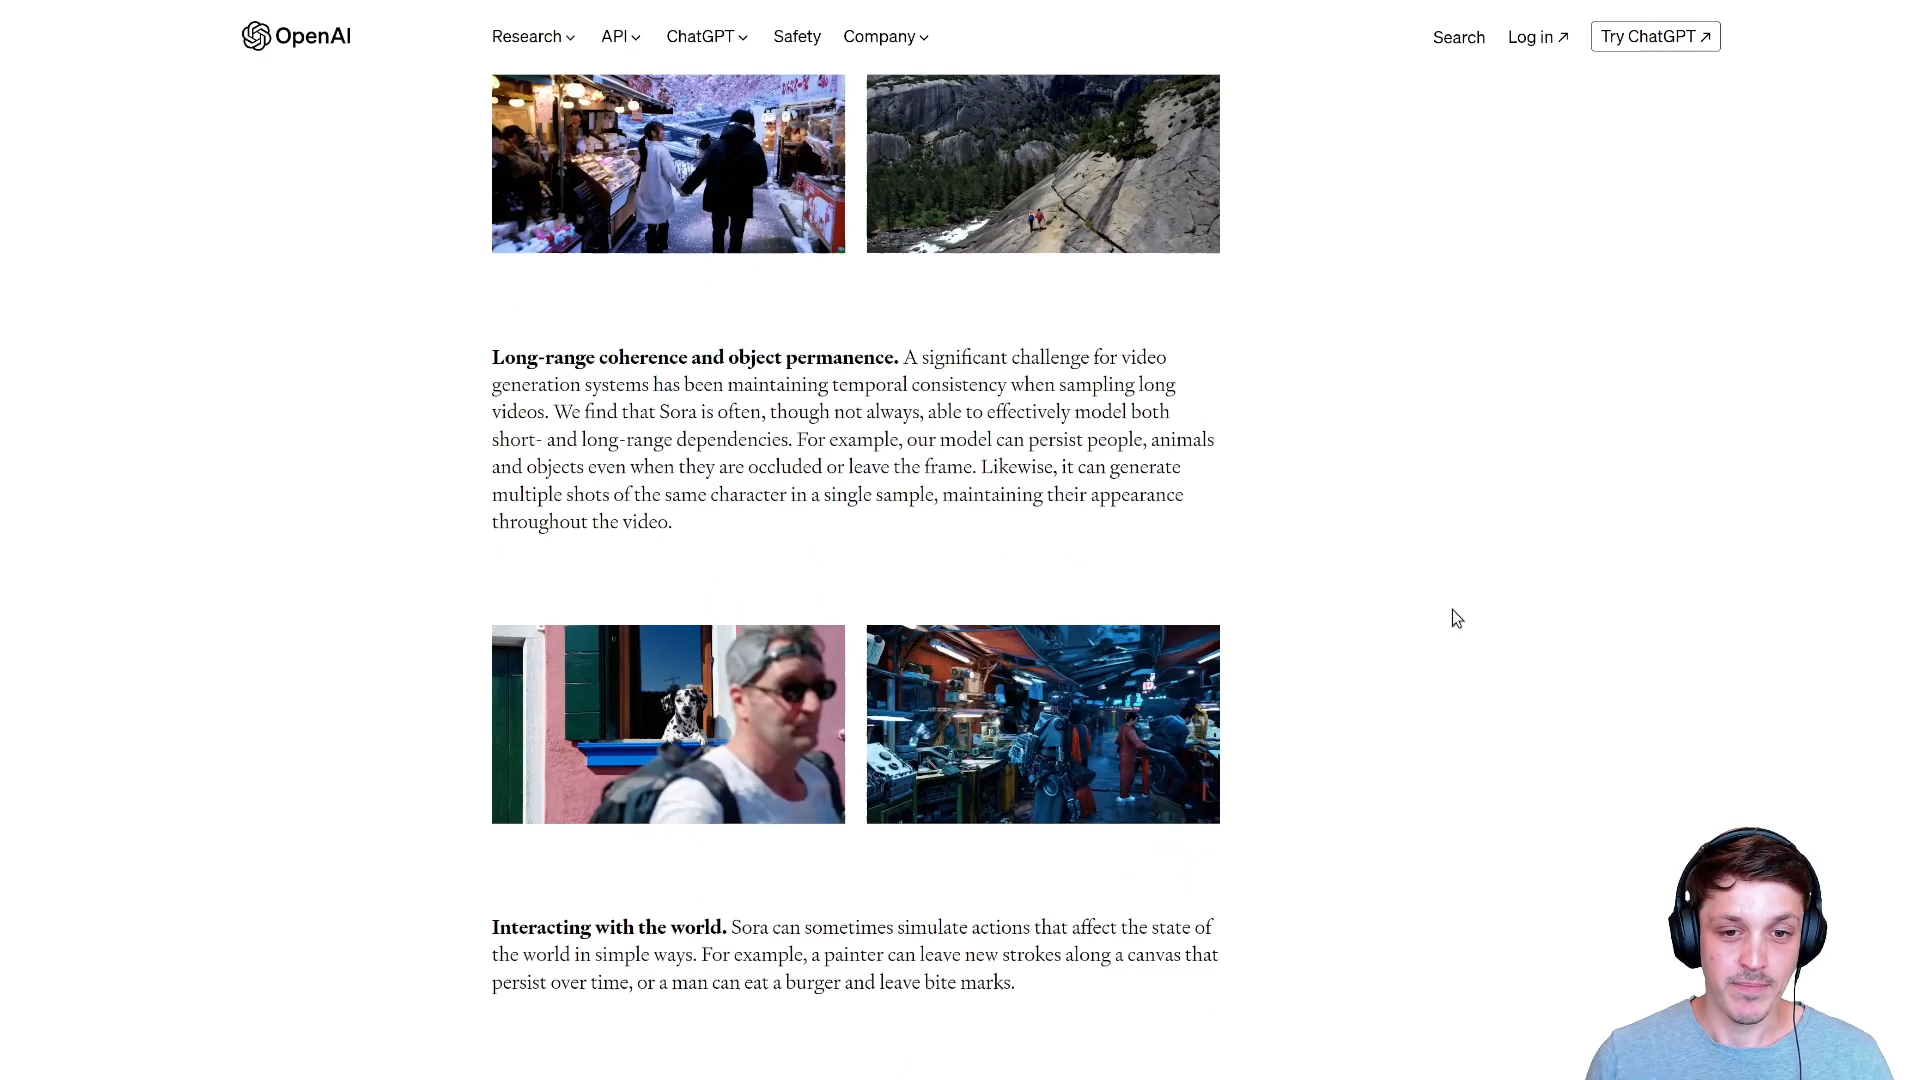 OpenAI
Research
API
ChatGPT
Safety
Company
Search
Log in ↗
Try ChatGPT ↗
Long-range coherence and object permanence. A significant challenge for video
generation systems has been maintaining temporal consistency when sampling long
videos. We find that Sora is often, though not always, able to effectively model both
short- and long-range dependencies. For example, our model can persist people, animals
and objects even when they are occluded or leave the frame. Likewise, it can generate
multiple shots of the same character in a single sample, maintaining their appearance
throughout the video.
Interacting with the world. Sora can sometimes simulate actions that affect the state of
the world in simple ways. For example, a painter can leave new strokes along a canvas that
persist over time, or a man can eat a burger and leave bite marks.